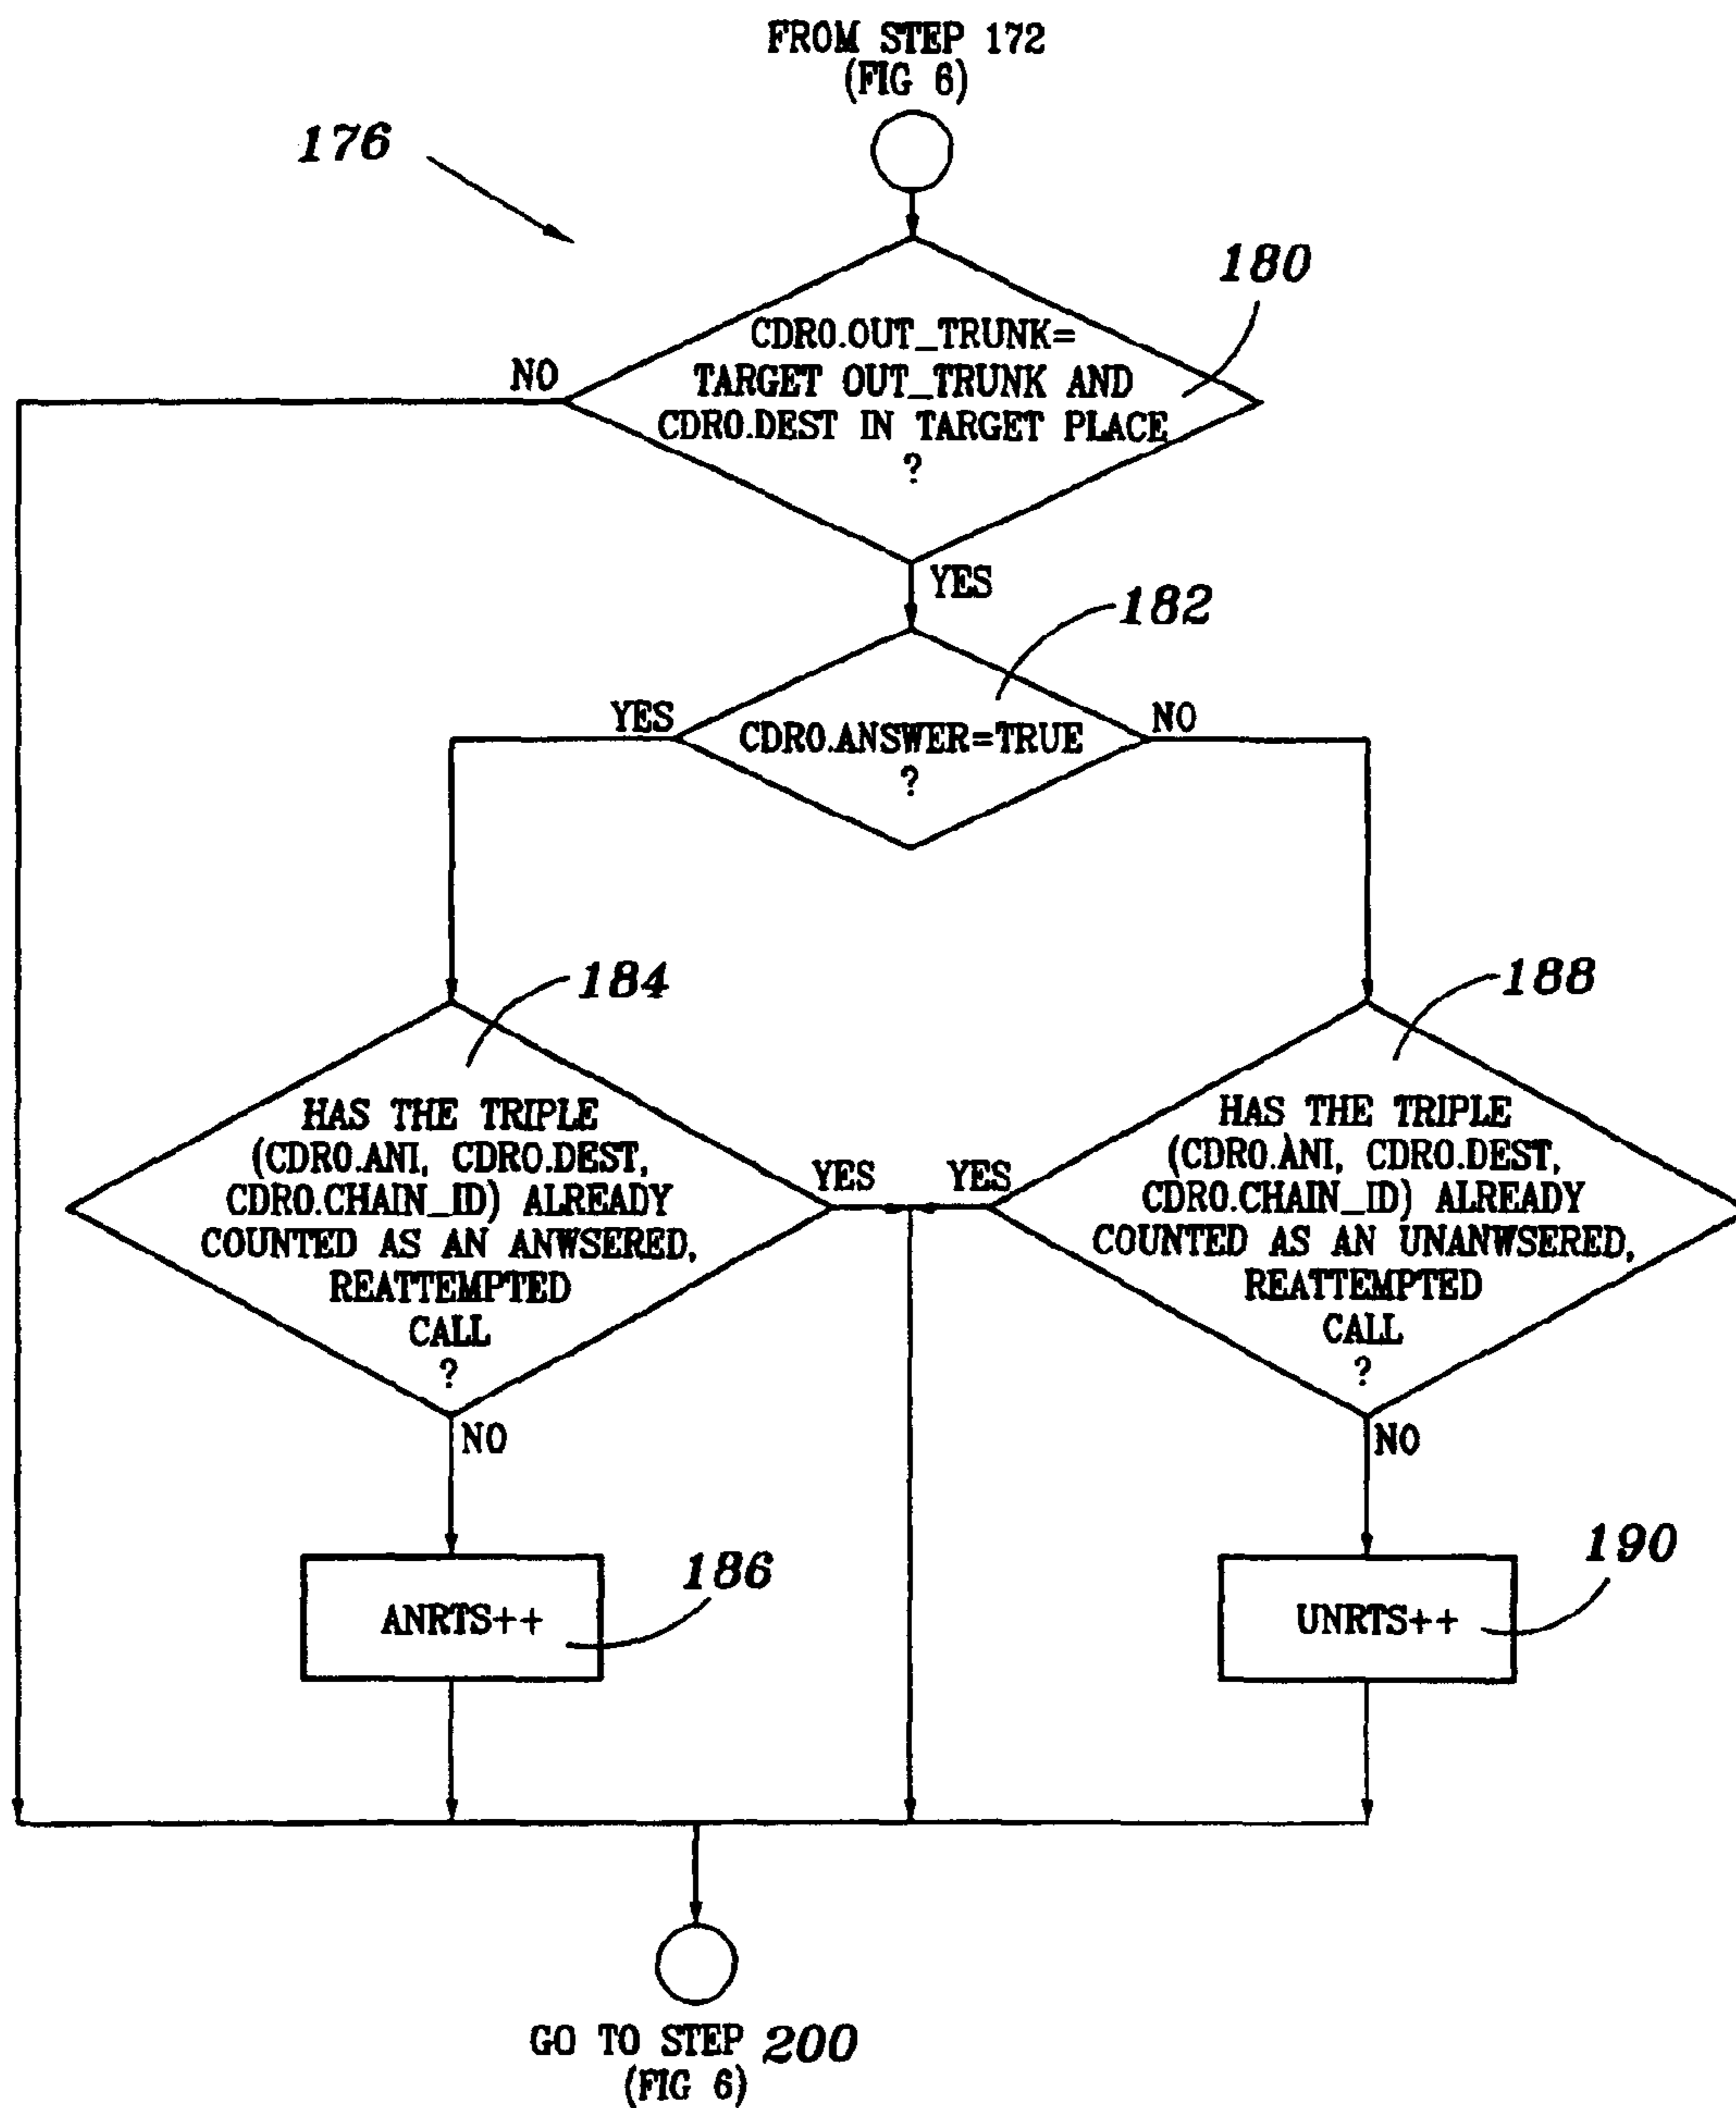 FROM STEP 172
(FIG 6)
176
180
CDR0.OUT_TRUNK=
TARGET OUT_TRUNK AND
CDR0.DEST IN TARGET PLACE
?
NO
YES
182
YES
CDR0.ANSWER=TRUE
?
NO
184
HAS THE TRIPLE
(CDR0.ANI, CDR0.DEST,
CDR0.CHAIN_ID) ALREADY
COUNTED AS AN ANWSERED,
REATTEMPTED
CALL
?
YES
NO
188
YES
HAS THE TRIPLE
(CDR0.ANI, CDR0.DEST,
CDR0.CHAIN_ID) ALREADY
COUNTED AS AN UNANWSERED,
REATTEMPTED
CALL
?
NO
ANRTS++
186
UNRTS++
190
GO TO STEP 200
(FIG 6)